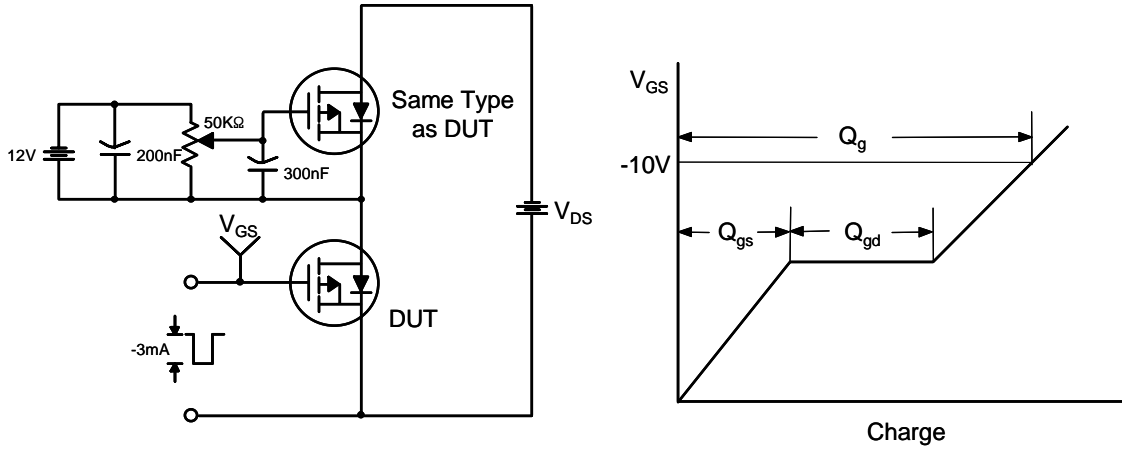 Same Type
as DUT
50KΩ
12V
200nF
300nF
V_GS
V_DS
DUT
-3mA
V_GS
Q_g
-10V
Q_gs
Q_gd
Charge